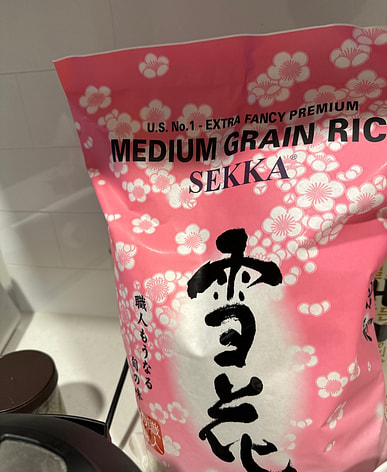 U.S. No.1 - EXTRA FANCY PREMIUM
MEDIUM GRAIN RIC
SEKKA®
雪花
職人もうなる